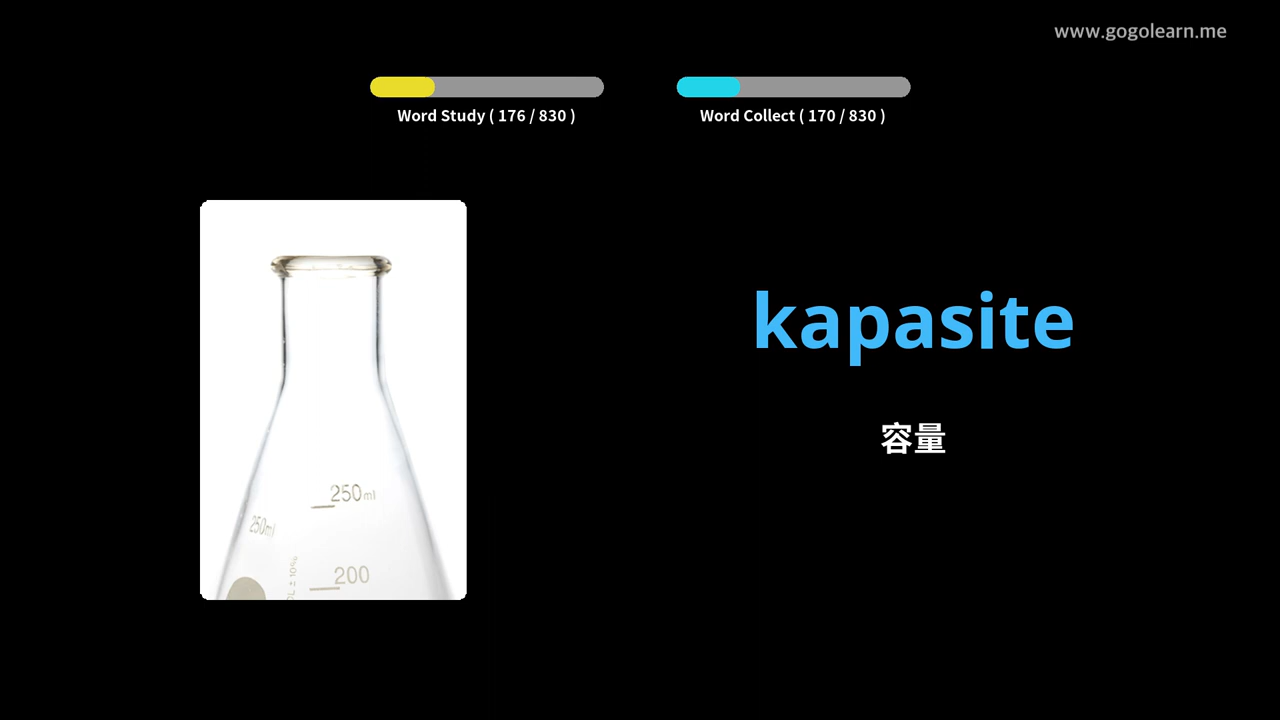 www.gogolearn.me
Word Study ( 176 / 830 )
Word Collect ( 170 / 830 )
kapasite
容量
250ml
250ml
200